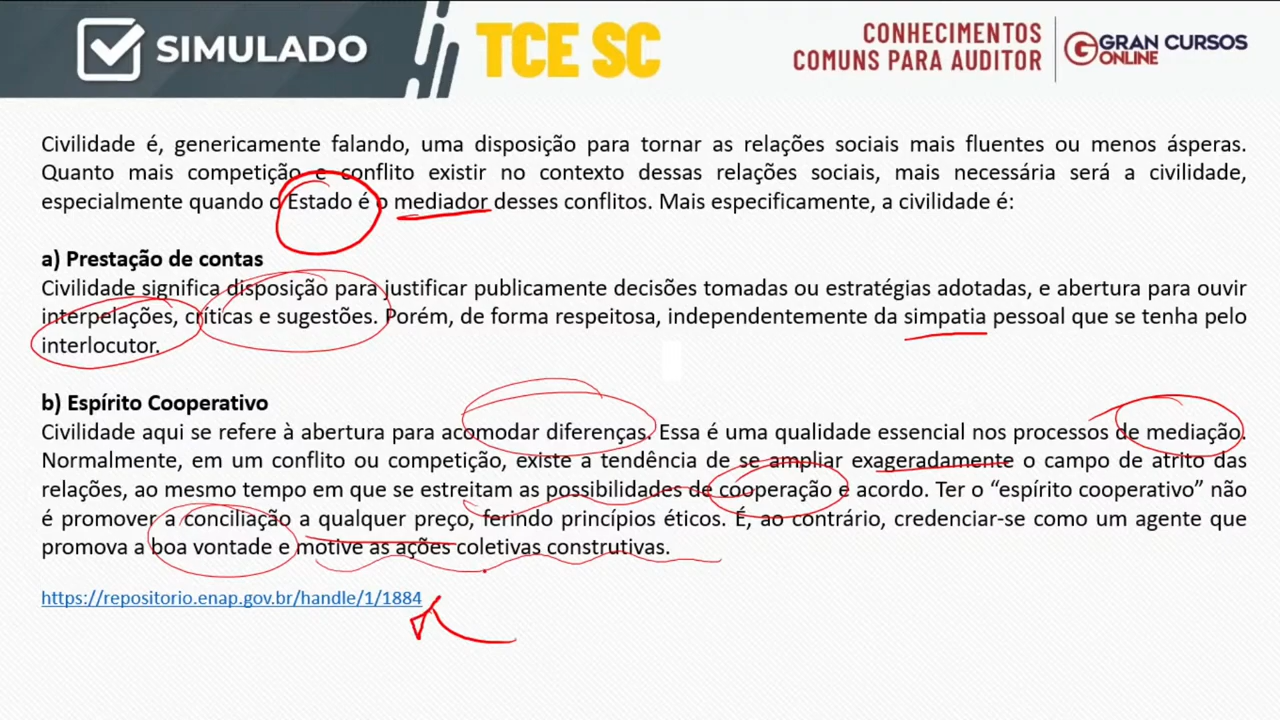 SIMULADO
TCE SC
CONHECIMENTOS
COMUNS PARA AUDITOR
GRAN CURSOS
ONLINE
Civilidade é, genericamente falando, uma disposição para tornar as relações sociais mais fluentes ou menos ásperas.
Quanto mais competição e conflito existir no contexto dessas relações sociais, mais necessária será a civilidade,
especialmente quando o Estado é o mediador desses conflitos. Mais especificamente, a civilidade é:
a) Prestação de contas
Civilidade significa disposição para justificar publicamente decisões tomadas ou estratégias adotadas, e abertura para ouvir
interpelações, críticas e sugestões. Porém, de forma respeitosa, independentemente da simpatia pessoal que se tenha pelo
interlocutor.
b) Espírito Cooperativo
Civilidade aqui se refere à abertura para acomodar diferenças. Essa é uma qualidade essencial nos processos de mediação.
Normalmente, em um conflito ou competição, existe a tendência de se ampliar exageradamente o campo de atrito das
relações, ao mesmo tempo em que se estreitam as possibilidades de cooperação e acordo. Ter o “espírito cooperativo” não
é promover a conciliação a qualquer preço, ferindo princípios éticos. É, ao contrário, credenciar-se como um agente que
promova a boa vontade e motive as ações coletivas construtivas.
https://repositorio.enap.gov.br/handle/1/1884